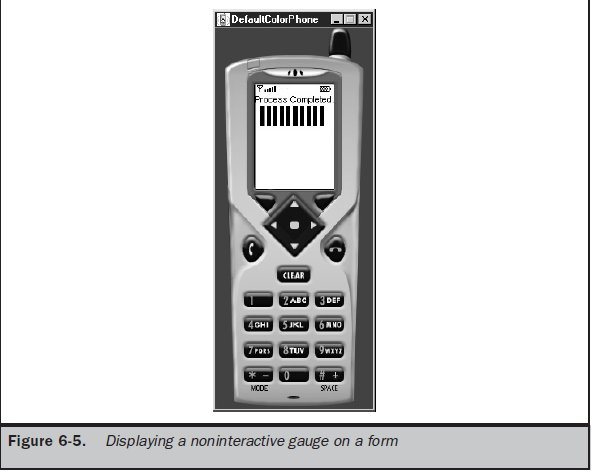 DefaultColorPhone
Process Completed
CLEAR
1 2ABC 3DEF
4GHI 5JKL 6MNO
7PQRS 8TUV 9WXYZ
* - 0 # +
MODE SPACE
Figure 6-5. Displaying a noninteractive gauge on a form